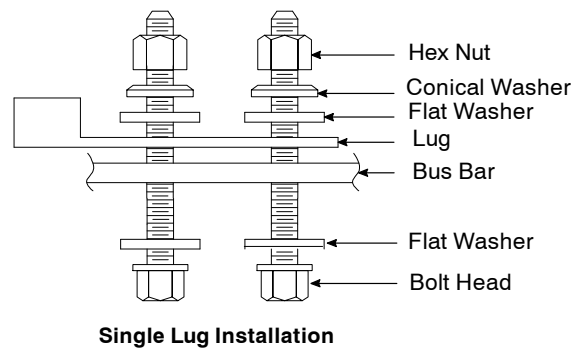 Hex Nut
Conical Washer
Flat Washer
Lug
Bus Bar
Flat Washer
Bolt Head
Single Lug Installation